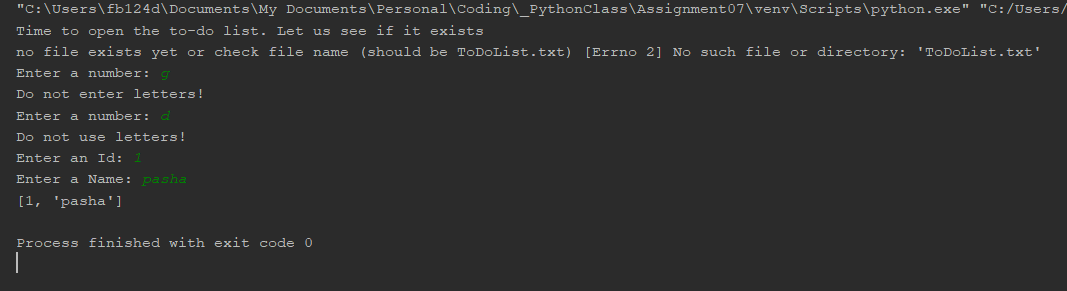 "C:\Users\fb124d\Documents\My Documents\Personal\Coding\_PythonClass\Assignment07\venv\Scripts\python.exe" "C:/Users/
Time to open the to-do list. Let us see if it exists
no file exists yet or check file name (should be ToDoList.txt) [Errno 2] No such file or directory: 'ToDoList.txt'
Enter a number: g
Do not enter letters!
Enter a number: d
Do not use letters!
Enter an Id: 1
Enter a Name: pasha
[1, 'pasha']
Process finished with exit code 0